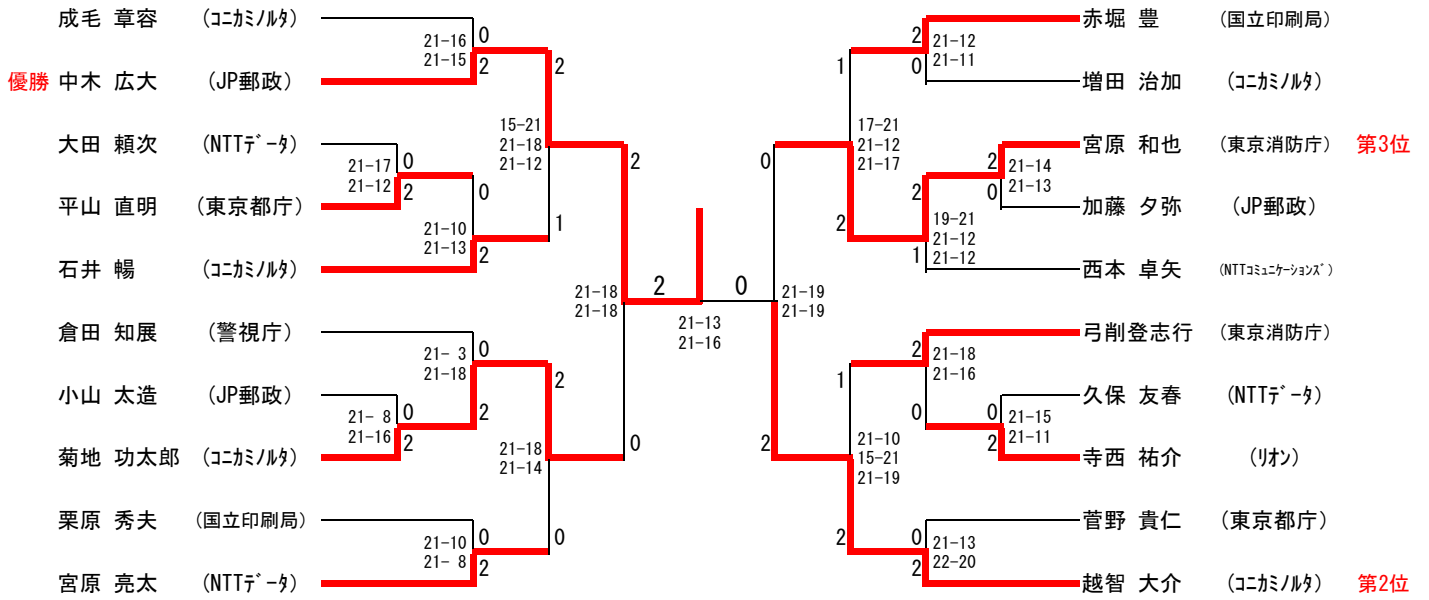 成毛 章容 (ｺﾆｶﾐﾉﾙﾀ)
21-16 0
21-15 2
優勝 中木 広大 (JP郵政)
2
大田 頼次 (NTTﾃﾞｰﾀ)
21-17 0
21-12 2
平山 直明 (東京都庁)
15-21
21-18
21-12
0
1
21-10
21-13 2
石井 暢 (ｺﾆｶﾐﾉﾙﾀ)
2
21-18
21-18
倉田 知展 (警視庁)
21- 3 0
21-18 2
小山 太造 (JP郵政)
21- 8 0
21-16 2
菊地 功太郎 (ｺﾆｶﾐﾉﾙﾀ)
2
21-18
21-14
0
栗原 秀夫 (国立印刷局)
21-10 0
21- 8 2
0
宮原 亮太 (NTTﾃﾞｰﾀ)
2 0
21-13
21-16
赤堀 豊 (国立印刷局)
2 21-12
0 21-11
増田 治加 (ｺﾆｶﾐﾉﾙﾀ)
1
17-21
21-12
21-17
宮原 和也 (東京消防庁) 第3位
2 21-14
0 21-13
加藤 夕弥 (JP郵政)
0
2
2
19-21
21-12
1 21-12
西本 卓矢 (NTTｺﾐｭﾆｹｰｼｮﾝｽﾞ)
21-19
21-19
弓削登志行 (東京消防庁)
2 21-18
21-16
0
久保 友春 (NTTﾃﾞｰﾀ)
0 21-15
2 21-11
寺西 祐介 (ﾘｵﾝ)
1
2
21-10
15-21
21-19
菅野 貴仁 (東京都庁)
2
0 21-13
2 22-20
越智 大介 (ｺﾆｶﾐﾉﾙﾀ) 第2位